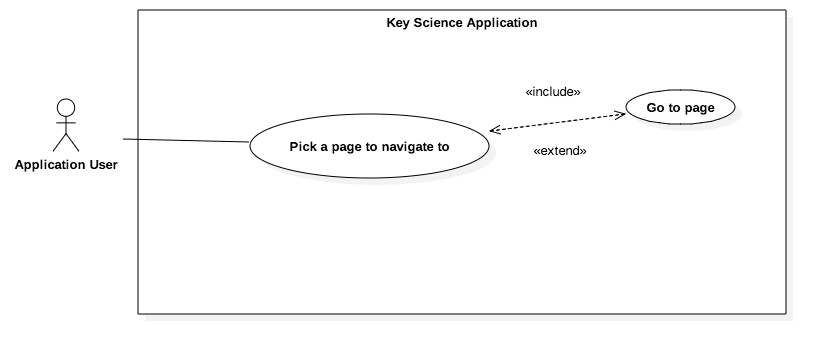 Key Science Application
«include»
Go to page
Pick a page to navigate to
«extend»
Application User